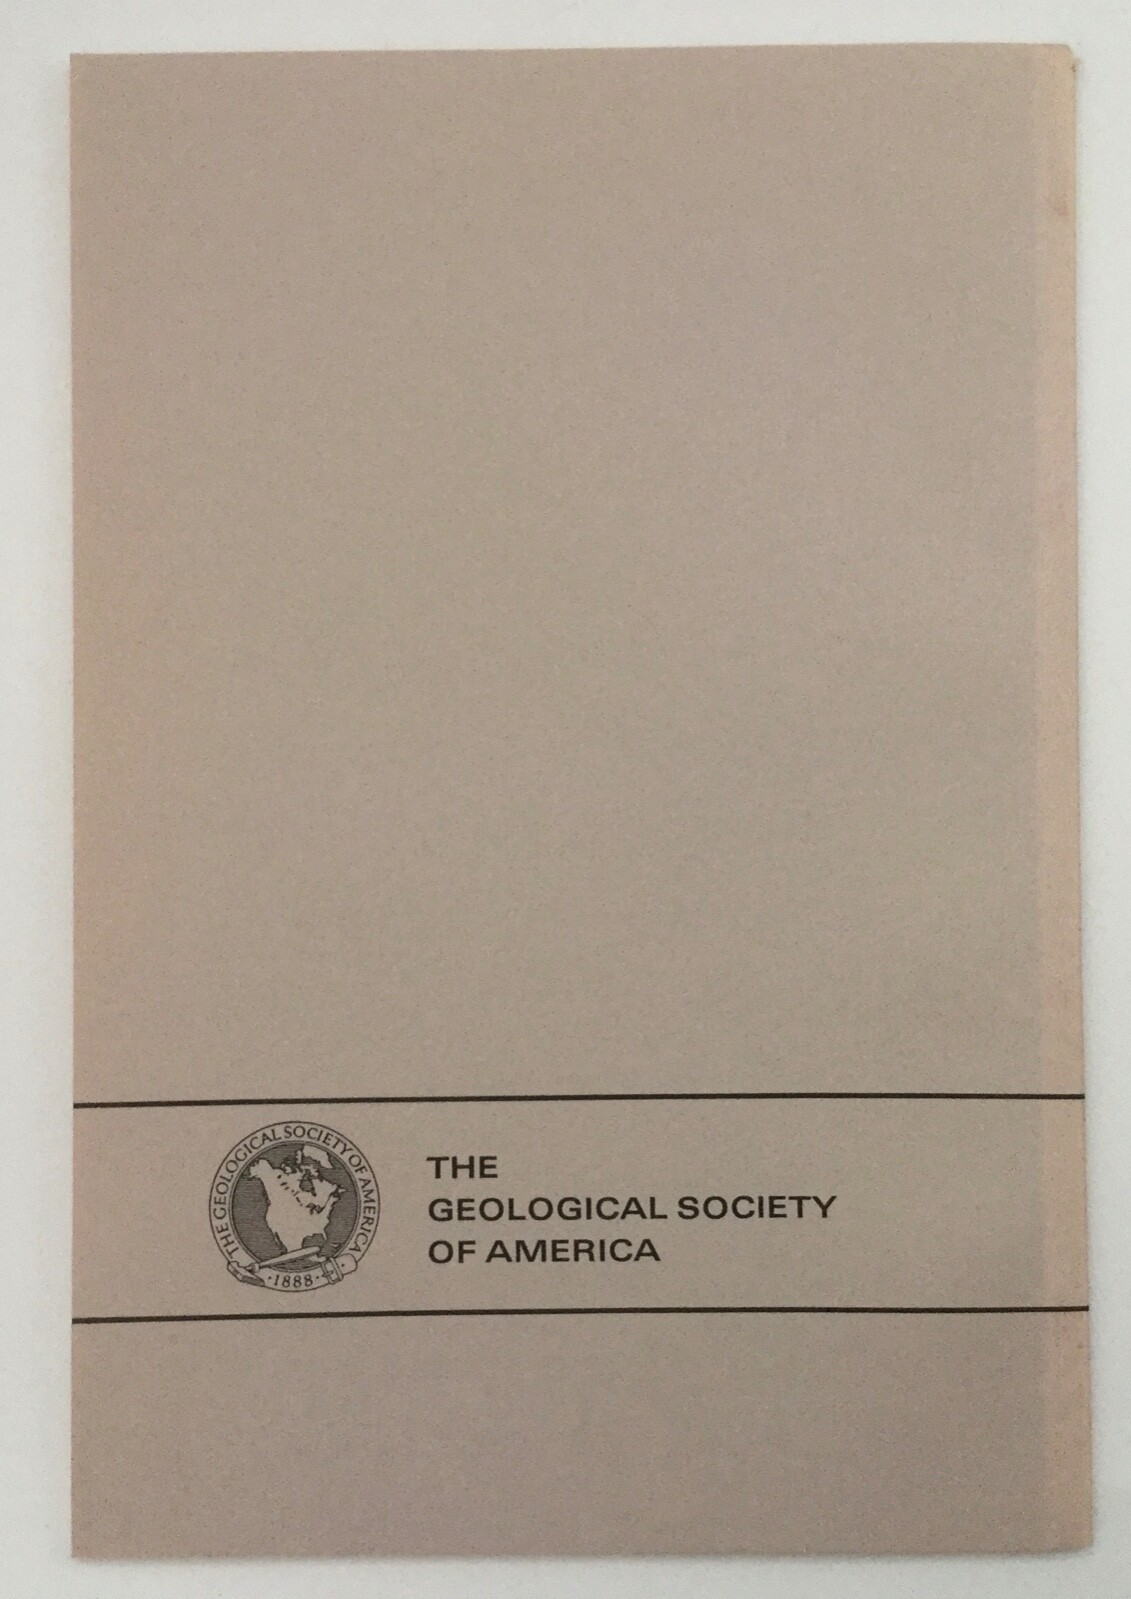 THE GEOLOGICAL SOCIETY OF AMERICA
·1888·
THE
GEOLOGICAL SOCIETY
OF AMERICA